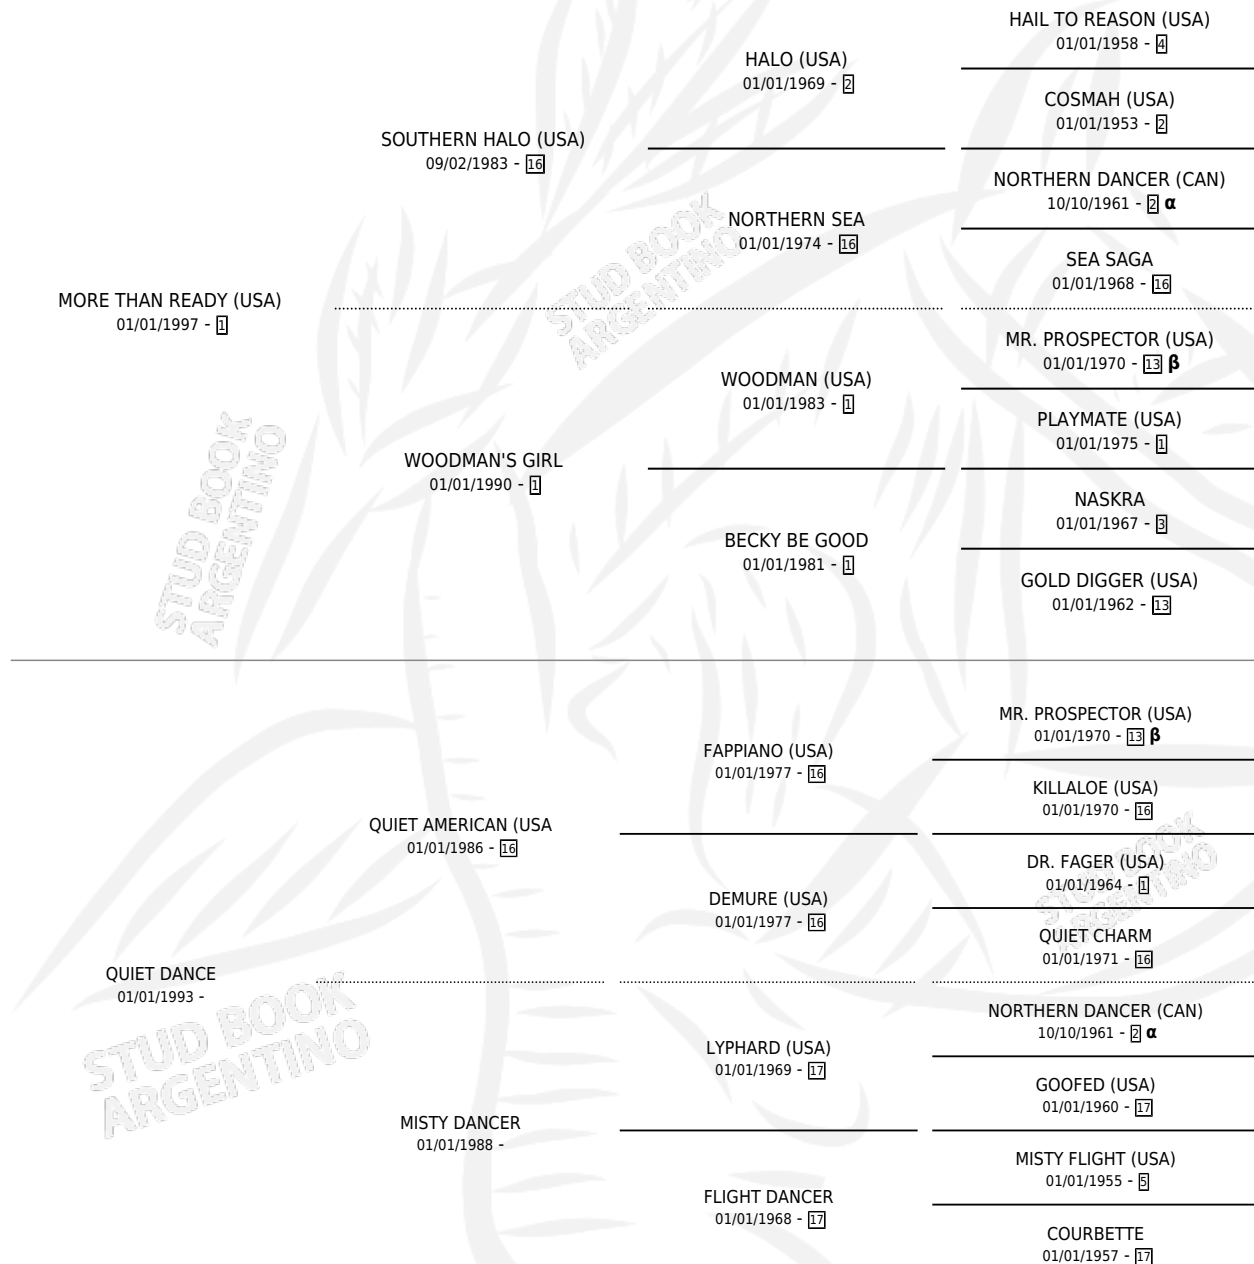 HAIL TO REASON (USA)
01/01/1958 - 4
HALO (USA)
01/01/1969 - 2
COSMAH (USA)
01/01/1953 - 2
SOUTHERN HALO (USA)
09/02/1983 - 16
NORTHERN DANCER (CAN)
10/10/1961 - 2 α
NORTHERN SEA
01/01/1974 - 16
SEA SAGA
01/01/1968 - 16
MORE THAN READY (USA)
01/01/1997 - 1
MR. PROSPECTOR (USA)
01/01/1970 - 13 β
WOODMAN (USA)
01/01/1983 - 1
PLAYMATE (USA)
01/01/1975 - 1
WOODMAN'S GIRL
01/01/1990 - 1
NASKRA
01/01/1967 - 3
BECKY BE GOOD
01/01/1981 - 1
GOLD DIGGER (USA)
01/01/1962 - 13
MR. PROSPECTOR (USA)
01/01/1970 - 13 β
FAPPIANO (USA)
01/01/1977 - 16
KILLALOE (USA)
01/01/1970 - 16
QUIET AMERICAN (USA
01/01/1986 - 16
DR. FAGER (USA)
01/01/1964 - 1
DEMURE (USA)
01/01/1977 - 16
QUIET CHARM
01/01/1971 - 16
QUIET DANCE
01/01/1993 -
NORTHERN DANCER (CAN)
10/10/1961 - 2 α
LYPHARD (USA)
01/01/1969 - 17
GOOFED (USA)
01/01/1960 - 17
MISTY DANCER
01/01/1988 -
MISTY FLIGHT (USA)
01/01/1955 - 5
FLIGHT DANCER
01/01/1968 - 17
COURBETTE
01/01/1957 - 17
STUD BOOK
ARGENTINO
STUD BOOK
ARGENTINO
STUD BOOK
ARGENTINO
STUD BOOK
ARGENTINO